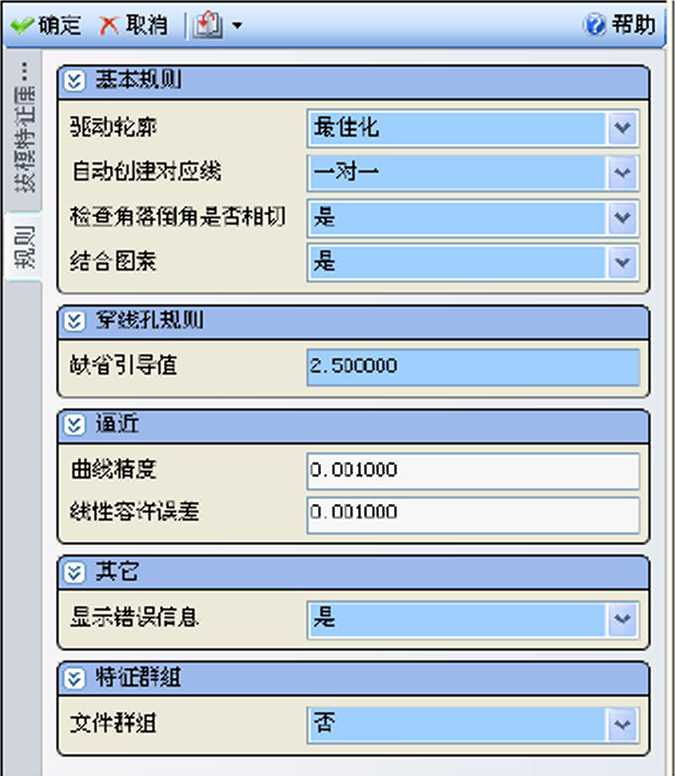 确定 取消 帮助
拔模特征库...
规则
基本规则
驱动轮廓 最佳化
自动创建对应线 一对一
检查角落倒角是否相切 是
结合图素 是
穿线孔规则
缺省引导值 2.500000
逼近
曲线精度 0.001000
线性容许误差 0.001000
其它
显示错误信息 是
特征群组
文件群组 否